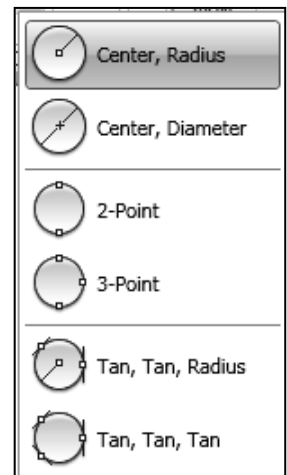 Center, Radius
Center, Diameter
2-Point
3-Point
Tan, Tan, Radius
Tan, Tan, Tan